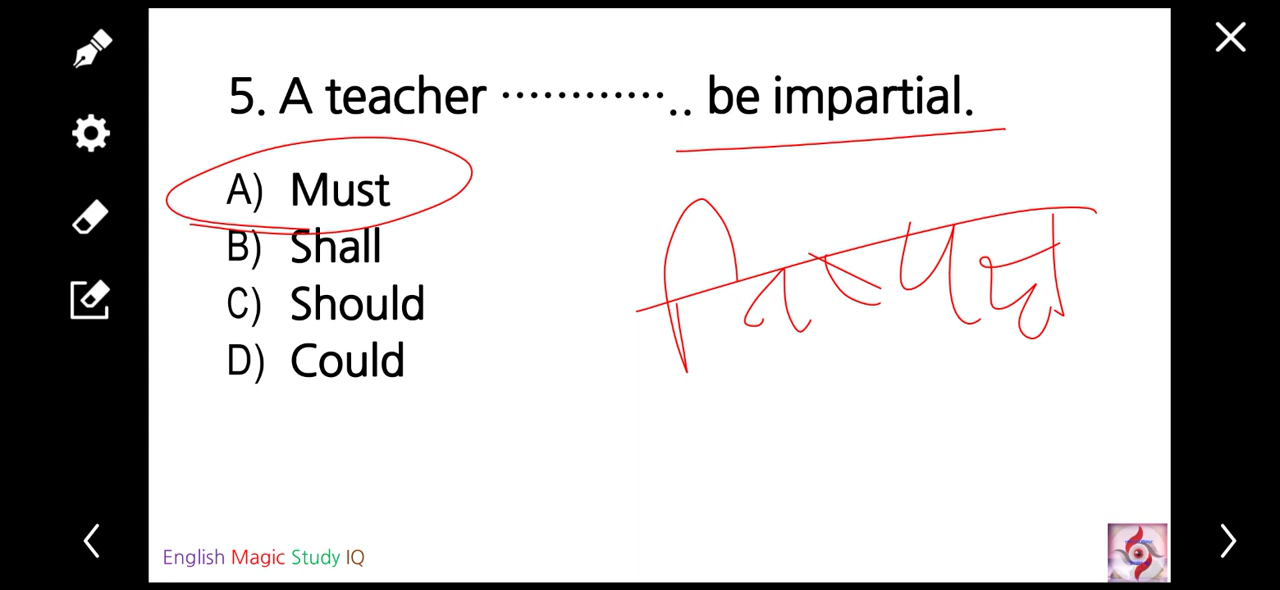 5. A teacher ………….. be impartial.
A) Must
B) Shall
C) Should
D) Could
निष्पक्ष
English Magic Study IQ